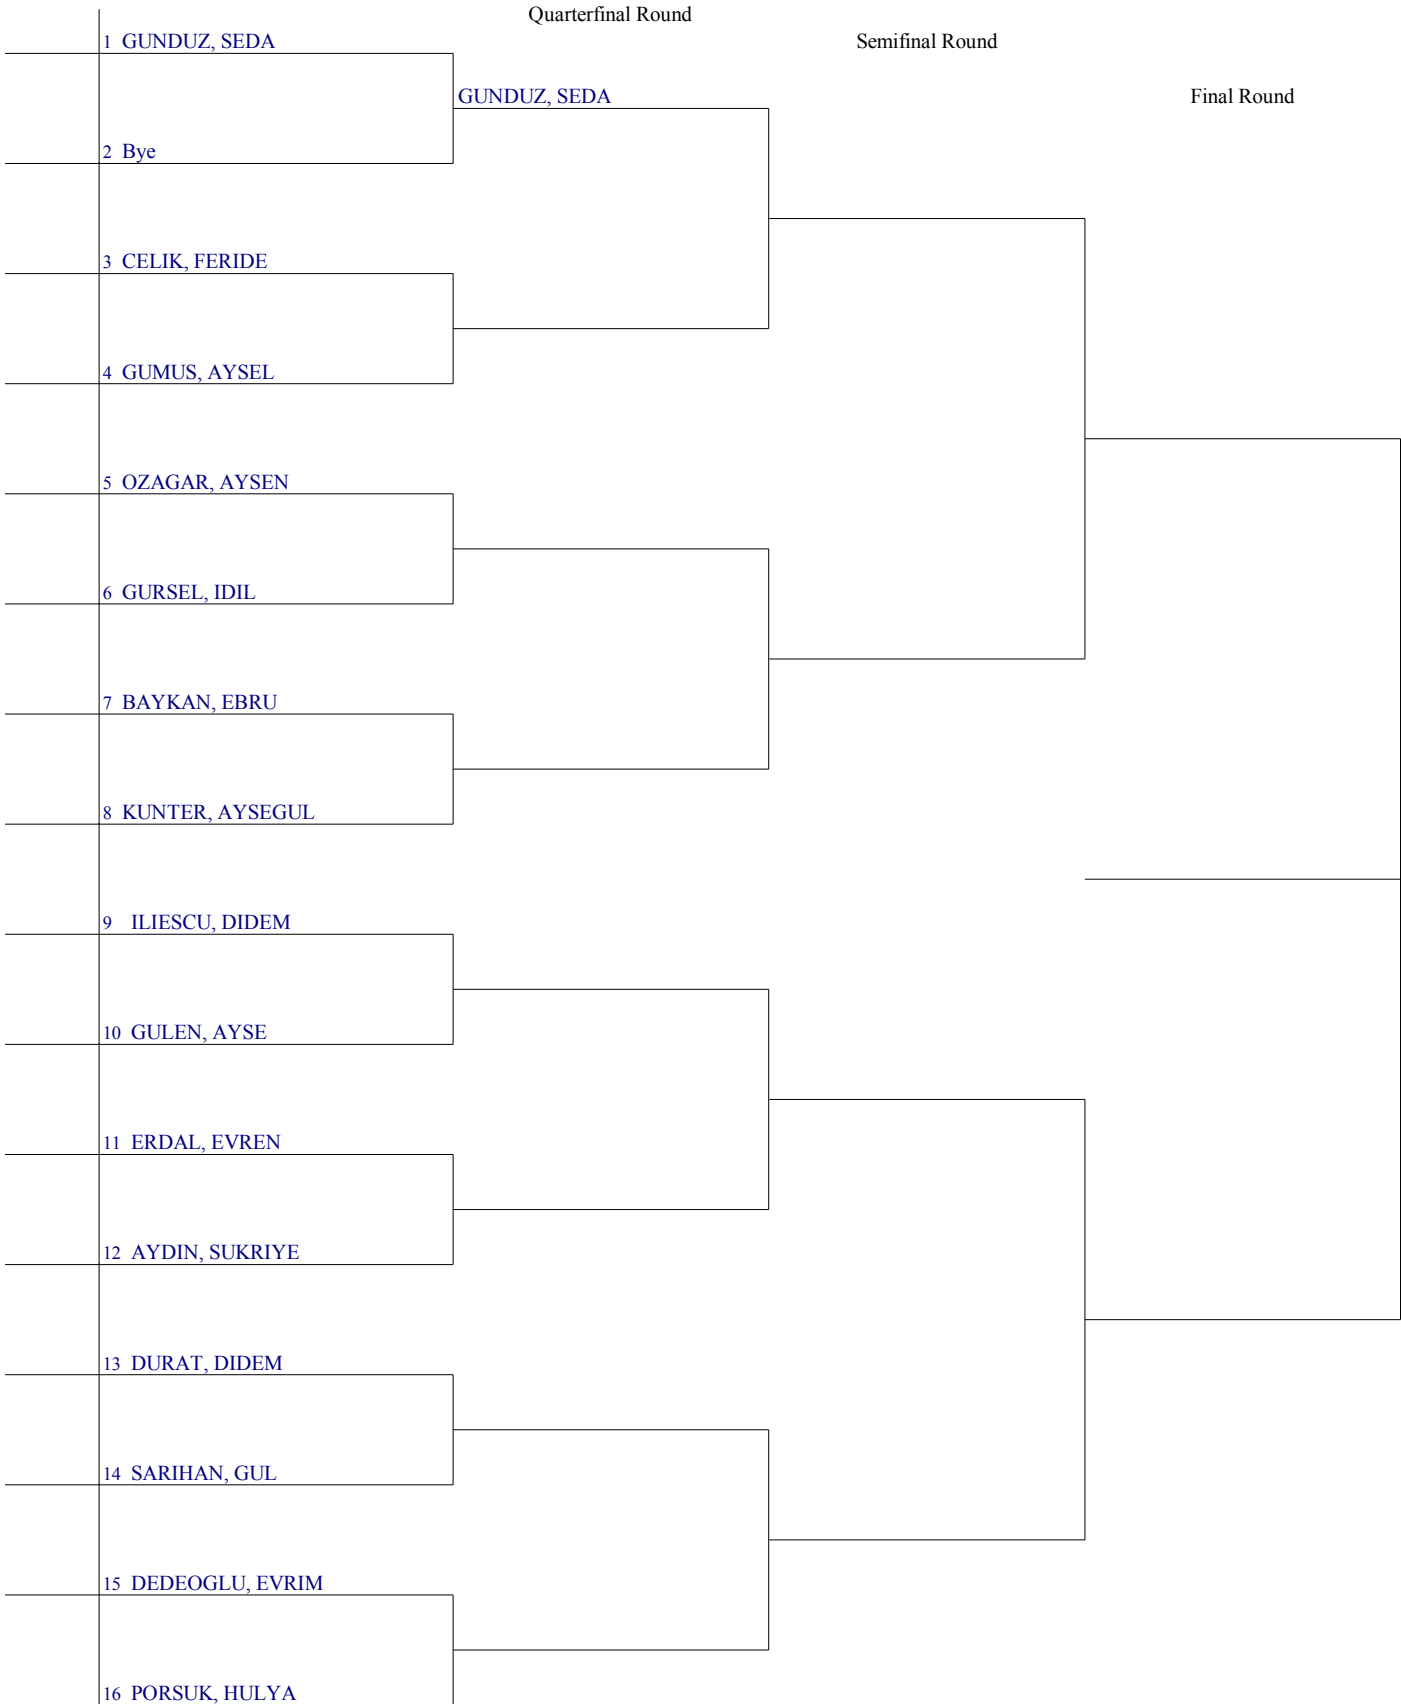 Quarterfinal Round
1 GUNDUZ, SEDA
Semifinal Round
GUNDUZ, SEDA
Final Round
2 Bye
3 CELIK, FERIDE
4 GUMUS, AYSEL
5 OZAGAR, AYSEN
6 GURSEL, IDIL
7 BAYKAN, EBRU
8 KUNTER, AYSEGUL
9 ILIESCU, DIDEM
10 GULEN, AYSE
11 ERDAL, EVREN
12 AYDIN, SUKRIYE
13 DURAT, DIDEM
14 SARIHAN, GUL
15 DEDEOGLU, EVRIM
16 PORSUK, HULYA